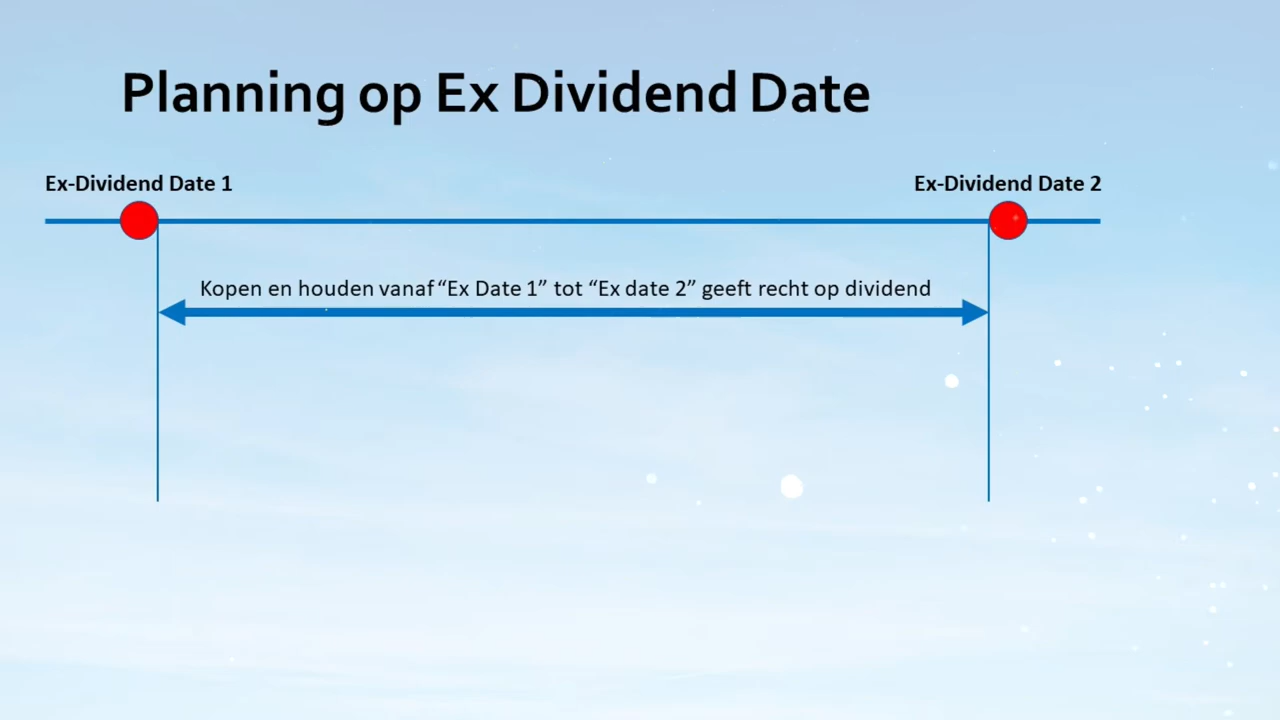 Planning op Ex Dividend Date
Ex-Dividend Date 1
Ex-Dividend Date 2
Kopen en houden vanaf “Ex Date 1” tot “Ex date 2” geeft recht op dividend